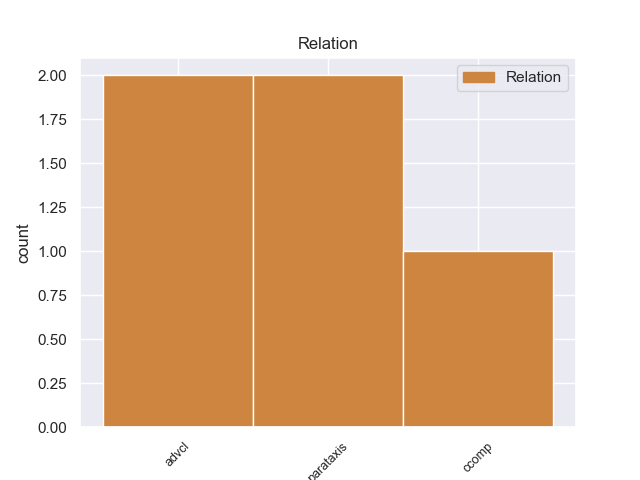 Relation
Relation
2.00
1.75
1.50
1.25
1.00
0.75
0.50
0.25
0.00
count
advcl
parataxis
ccomp